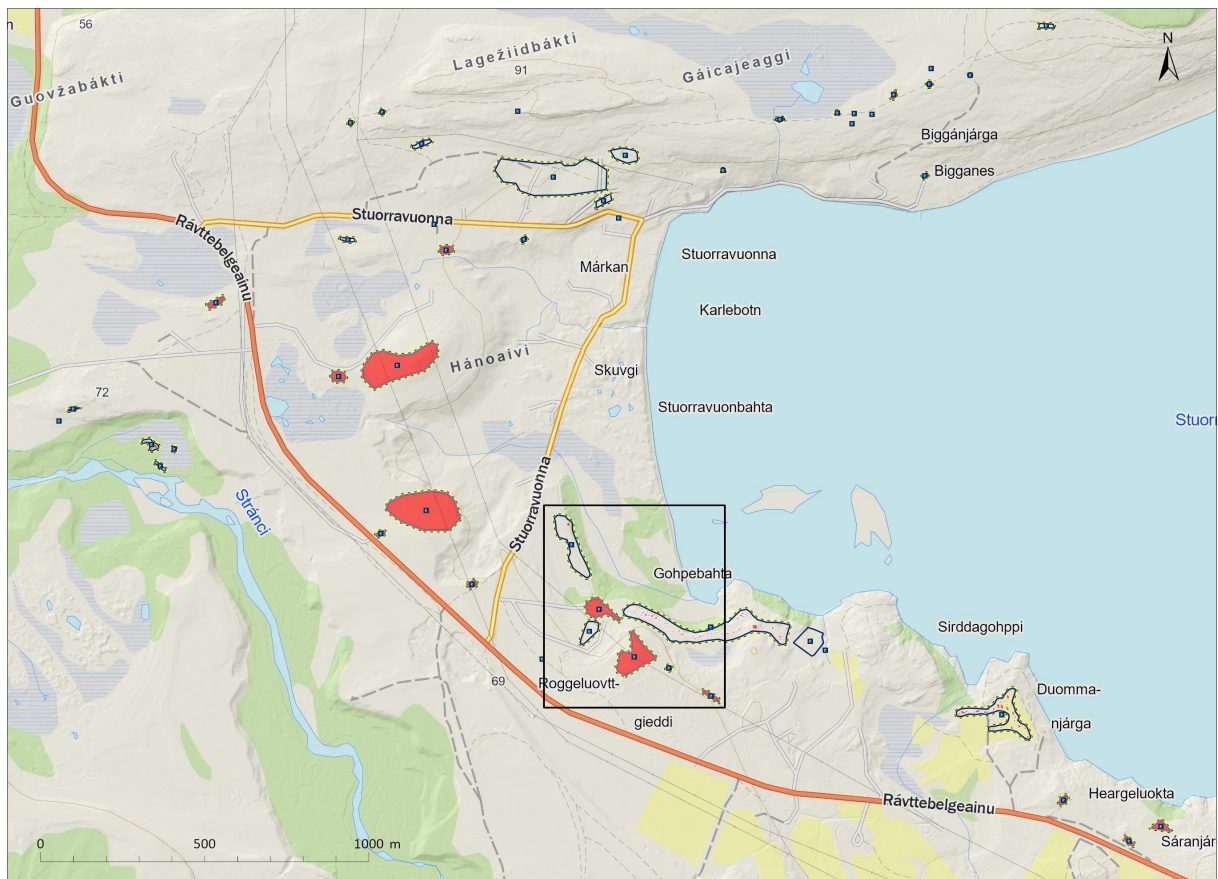 56
n
Lagežiidbákti
N
91
Gáicajeaggi
Guovžabákti
Biggánjárga
Bigganes
Stuorravuonna
Rávttebelgeainu
Stuorravuonna
Márkan
Karlebotn
Hánoaivi
Skuvgi
72
Stuorravuonbahta
Stuorr
Stuorravuonna
Stránci
Gohpebahta
Sirddagohppi
69
Roggeluovtt-
gieddi
Duomma-
njárga
Heargeluokta
Rávttebelgeainu
Sáranjár
0 500 1000 m